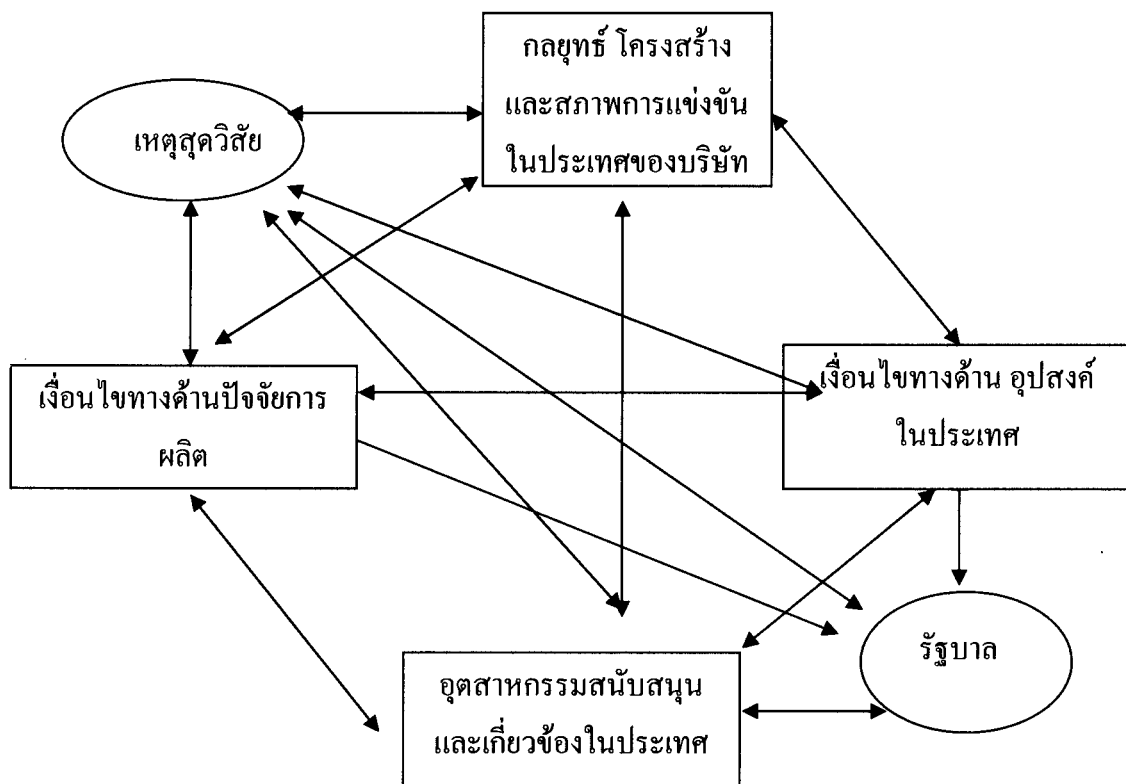 กลยุทธ์ โครงสร้าง
และสภาพการแข่งขัน
ในประเทศของบริษัท
เหตุสุดวิสัย
เงื่อนไขทางด้านปัจจัยการ
ผลิต
เงื่อนไขทางด้าน อุปสงค์
ในประเทศ
รัฐบาล
อุตสาหกรรมสนับสนุน
และเกี่ยวข้องในประเทศ